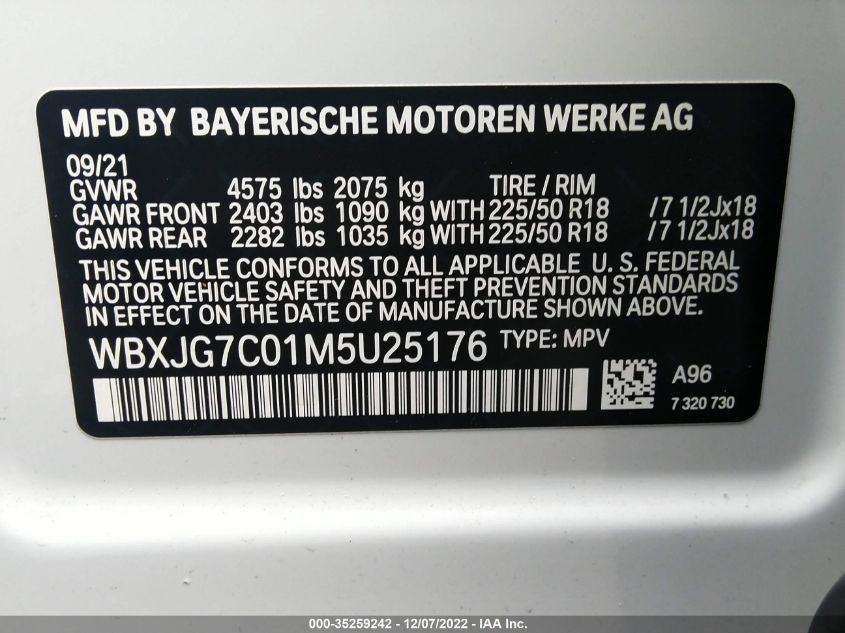 MFD BY BAYERISCHE MOTOREN WERKE AG
09/21
GVWR 4575 lbs 2075 kg TIRE / RIM
GAWR FRONT 2403 lbs 1090 kg WITH 225/50 R18 /7 1/2Jx18
GAWR REAR 2282 lbs 1035 kg WITH 225/50 R18 /7 1/2Jx18
THIS VEHICLE CONFORMS TO ALL APPLICABLE U. S. FEDERAL
MOTOR VEHICLE SAFETY AND THEFT PREVENTION STANDARDS
IN EFFECT ON THE DATE OF MANUFACTURE SHOWN ABOVE.
WBXJG7C01M5U25176 TYPE: MPV
A96
7 320 730
000-35259242 - 12/07/2022 - IAA Inc.